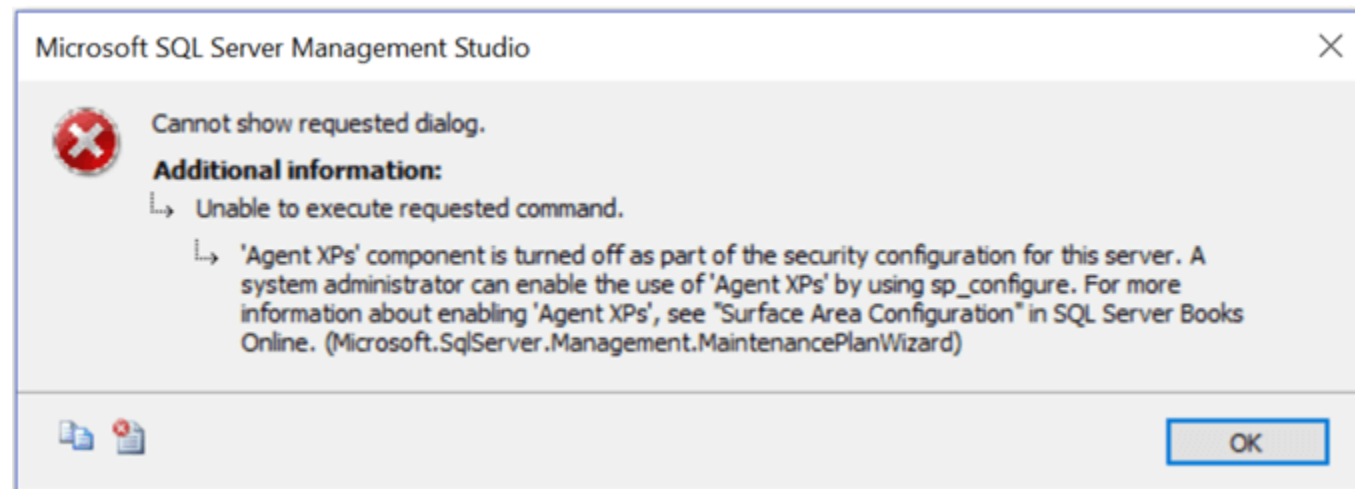 Microsoft SQL Server Management Studio
Cannot show requested dialog.
Additional information:
Unable to execute requested command.
'Agent XPs' component is turned off as part of the security configuration for this server. A
system administrator can enable the use of 'Agent XPs' by using sp_configure. For more
information about enabling 'Agent XPs', see "Surface Area Configuration" in SQL Server Books
Online. (Microsoft.SqlServer.Management.MaintenancePlanWizard)
OK